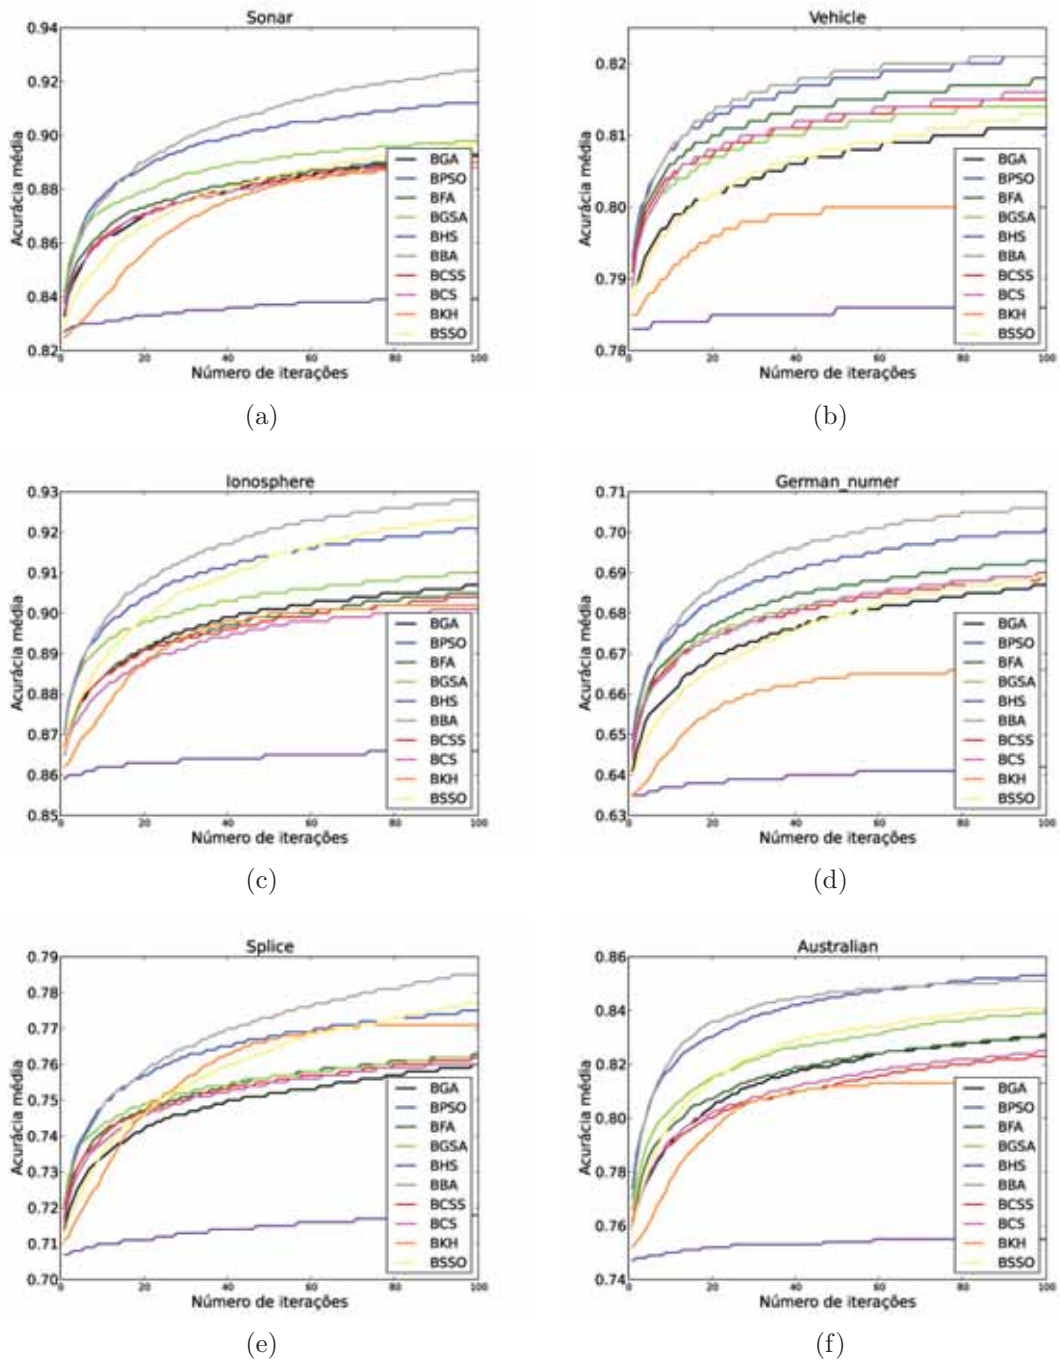 Sonar
0.94
0.92
0.90
0.88
0.86
0.84
0.82
Acurácia média
0 20 40 60 80 100
Número de iterações
BGA
BPSO
BFA
BGSA
BHS
BBA
BCSS
BCS
BKH
BSSO
(a)
Vehicle
0.82
0.81
0.80
0.79
0.78
Acurácia média
0 20 40 60 80 100
Número de iterações
BGA
BPSO
BFA
BGSA
BHS
BBA
BCSS
BCS
BKH
BSSO
(b)
Ionosphere
0.93
0.92
0.91
0.90
0.89
0.88
0.87
0.86
0.85
Acurácia média
0 20 40 60 80 100
Número de iterações
BGA
BPSO
BFA
BGSA
BHS
BBA
BCSS
BCS
BKH
BSSO
(c)
German_numer
0.71
0.70
0.69
0.68
0.67
0.66
0.65
0.64
0.63
Acurácia média
0 20 40 60 80 100
Número de iterações
BGA
BPSO
BFA
BGSA
BHS
BBA
BCSS
BCS
BKH
BSSO
(d)
Splice
0.79
0.78
0.77
0.76
0.75
0.74
0.73
0.72
0.71
0.70
Acurácia média
0 20 40 60 80 100
Número de iterações
BGA
BPSO
BFA
BGSA
BHS
BBA
BCSS
BCS
BKH
BSSO
(e)
Australian
0.86
0.84
0.82
0.80
0.78
0.76
0.74
Acurácia média
0 20 40 60 80 100
Número de iterações
BGA
BPSO
BFA
BGSA
BHS
BBA
BCSS
BCS
BKH
BSSO
(f)